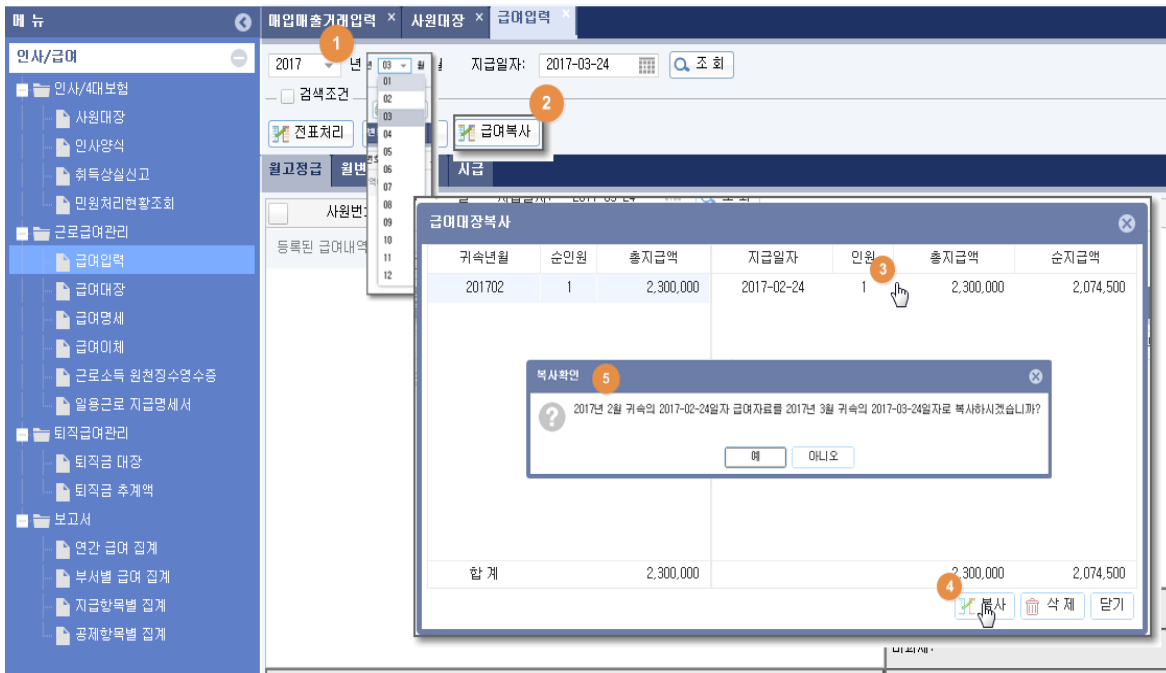 메 뉴
인사/급여
인사/4대보험
사원대장
인사양식
취득상실신고
민원처리현황조회
근로급여관리
급여입력
급여대장
급여명세
급여이체
근로소득 원천징수영수증
일용근로 지급명세서
퇴직급여관리
퇴직금 대장
퇴직금 추계액
보고서
연간 급여 집계
부서별 급여 집계
지급항목별 집계
공제항목별 집계
매입매출거래입력 × 사원대장 × 급여입력 ×
1
2017 년 03 월 지급일자: 2017-03-24 조 회
01
02
03
04
05
06
07
08
09
10
11
12
검색조건
2
전표처리 급여복사
월고정급 월변 시급
사원번
등록된 급여내역
급여대장복사
귀속년월 순인원 총지급액 지급일자 인원 총지급액 순지급액
3
201702 1 2,300,000 2017-02-24 1 2,300,000 2,074,500
복사확인 5
2017년 2월 귀속의 2017-02-24일자 급여자료를 2017년 3월 귀속의 2017-03-24일자로 복사하시겠습니까?
예 아니오
합 계 2,300,000 2,300,000 2,074,500
4
복사 삭 제 닫기